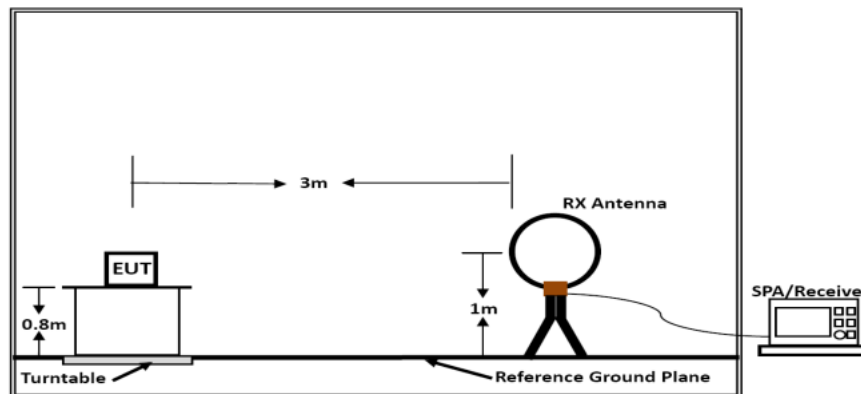 3m
RX Antenna
EUT
SPA/Receive
0.8m
1m
Turntable
Reference Ground Plane